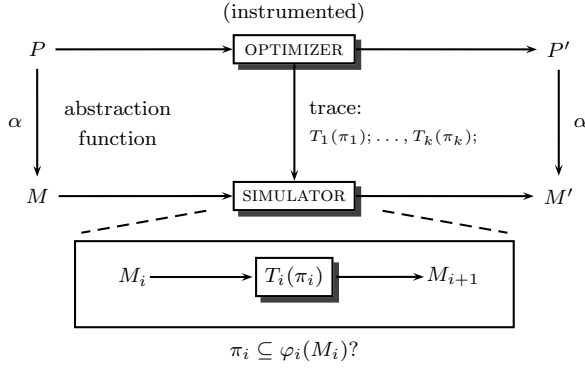 (instrumented)
P OPTIMIZER P′
α abstraction function trace: α
T₁(π₁); . . . , Tₖ(πₖ);
M SIMULATOR M′
Mᵢ Tᵢ(πᵢ) Mᵢ₊₁
πᵢ ⊆ φᵢ(Mᵢ)?